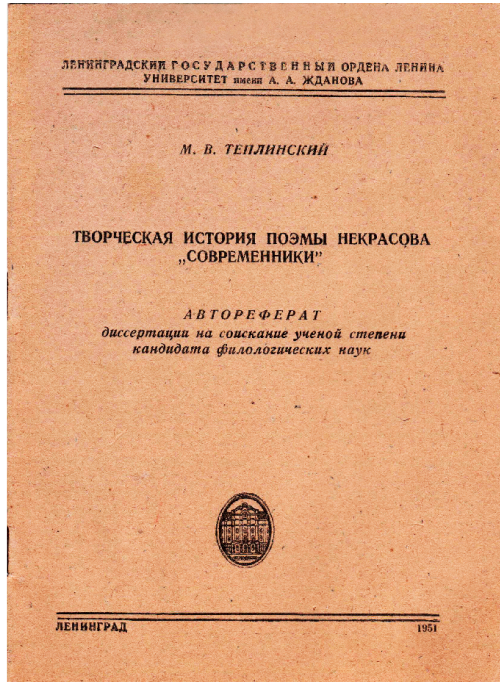 ЛЕНИНГРАДСКИЙ ГОСУДАРСТВЕННЫЙ ОРДЕНА ЛЕНИНА
УНИВЕРСИТЕТ имени А. А. ЖДАНОВА
М. В. ТЕПЛИНСКИЙ
ТВОРЧЕСКАЯ ИСТОРИЯ ПОЭМЫ НЕКРАСОВА
„СОВРЕМЕННИКИ”
АВТОРЕФЕРАТ
диссертации на соискание ученой степени
кандидата филологических наук
ЛЕНИНГРАД
1951